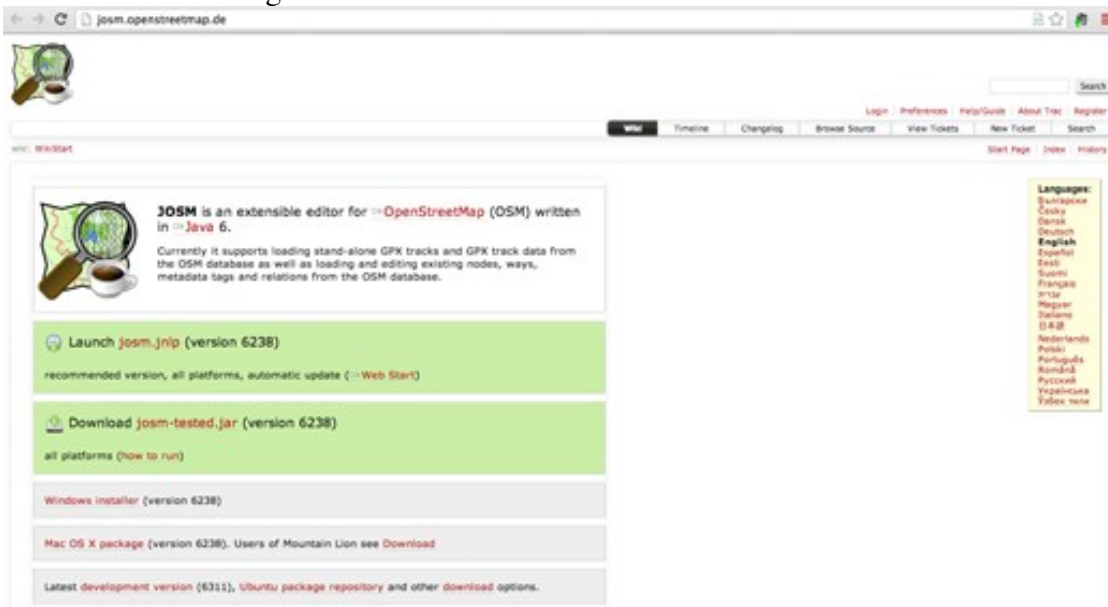 josm.openstreetmap.de
Search
Login Preferences Help/Guide About Trac Register
Wiki Timeline Changelog Browse Source View Tickets New Ticket Search
wiki: WikiStart
Start Page Index History
JOSM is an extensible editor for OpenStreetMap (OSM) written
in Java 6.
Currently it supports loading stand-alone GPX tracks and GPX track data from
the OSM database as well as loading and editing existing nodes, ways,
metadata tags and relations from the OSM database.
Launch josm.jnlp (version 6238)
recommended version, all platforms, automatic update (Web Start)
Download josm-tested.jar (version 6238)
all platforms (how to run)
Windows installer (version 6238)
Mac OS X package (version 6238). Users of Mountain Lion see Download
Latest development version (6311), Ubuntu package repository and other download options.
Languages:
Български
Česky
Dansk
Deutsch
English
Español
Eesti
Suomi
Français
עברית
Magyar
Italiano
日本語
Nederlands
Polski
Português
Română
Русский
Українська